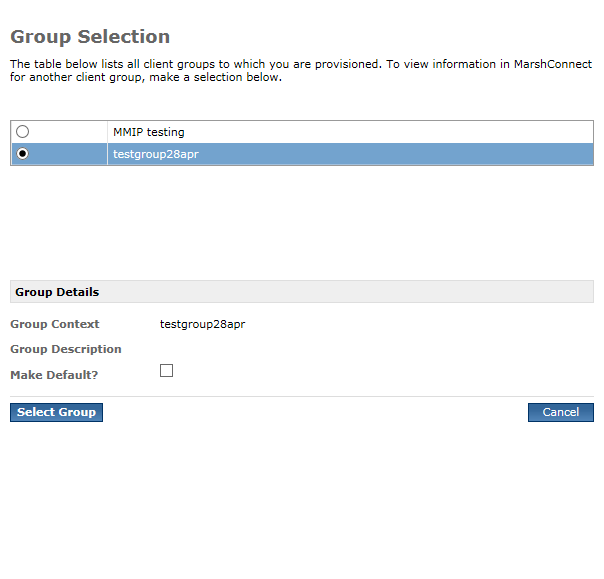 Group Selection
The table below lists all client groups to which you are provisioned. To view information in MarshConnect
for another client group, make a selection below.
MMIP testing
testgroup28apr
Group Details
Group Context testgroup28apr
Group Description
Make Default?
Select Group Cancel